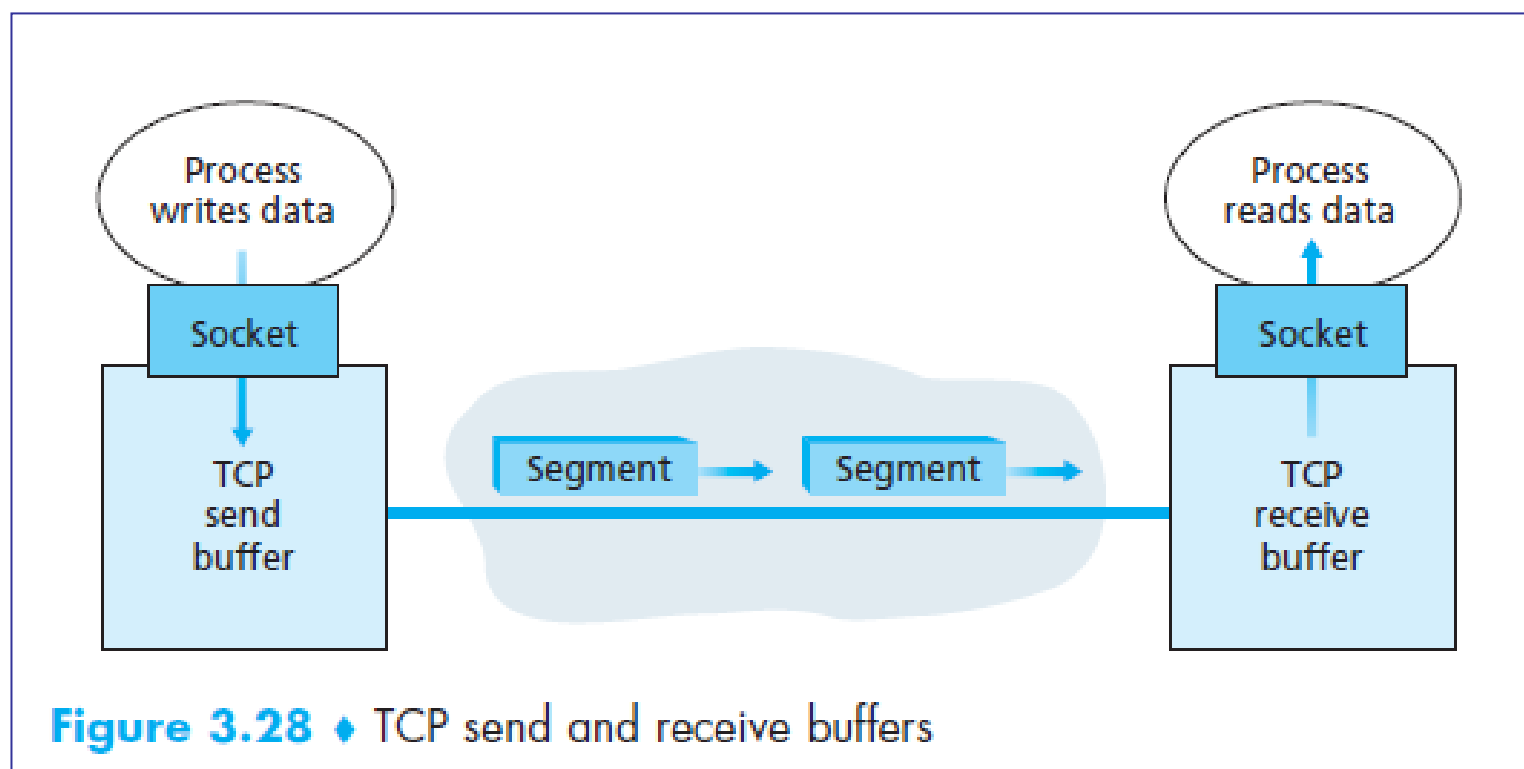 Process
writes data
Socket
TCP
send
buffer
Segment
Segment
Process
reads data
Socket
TCP
receive
buffer
Figure 3.28 ♦ TCP send and receive buffers